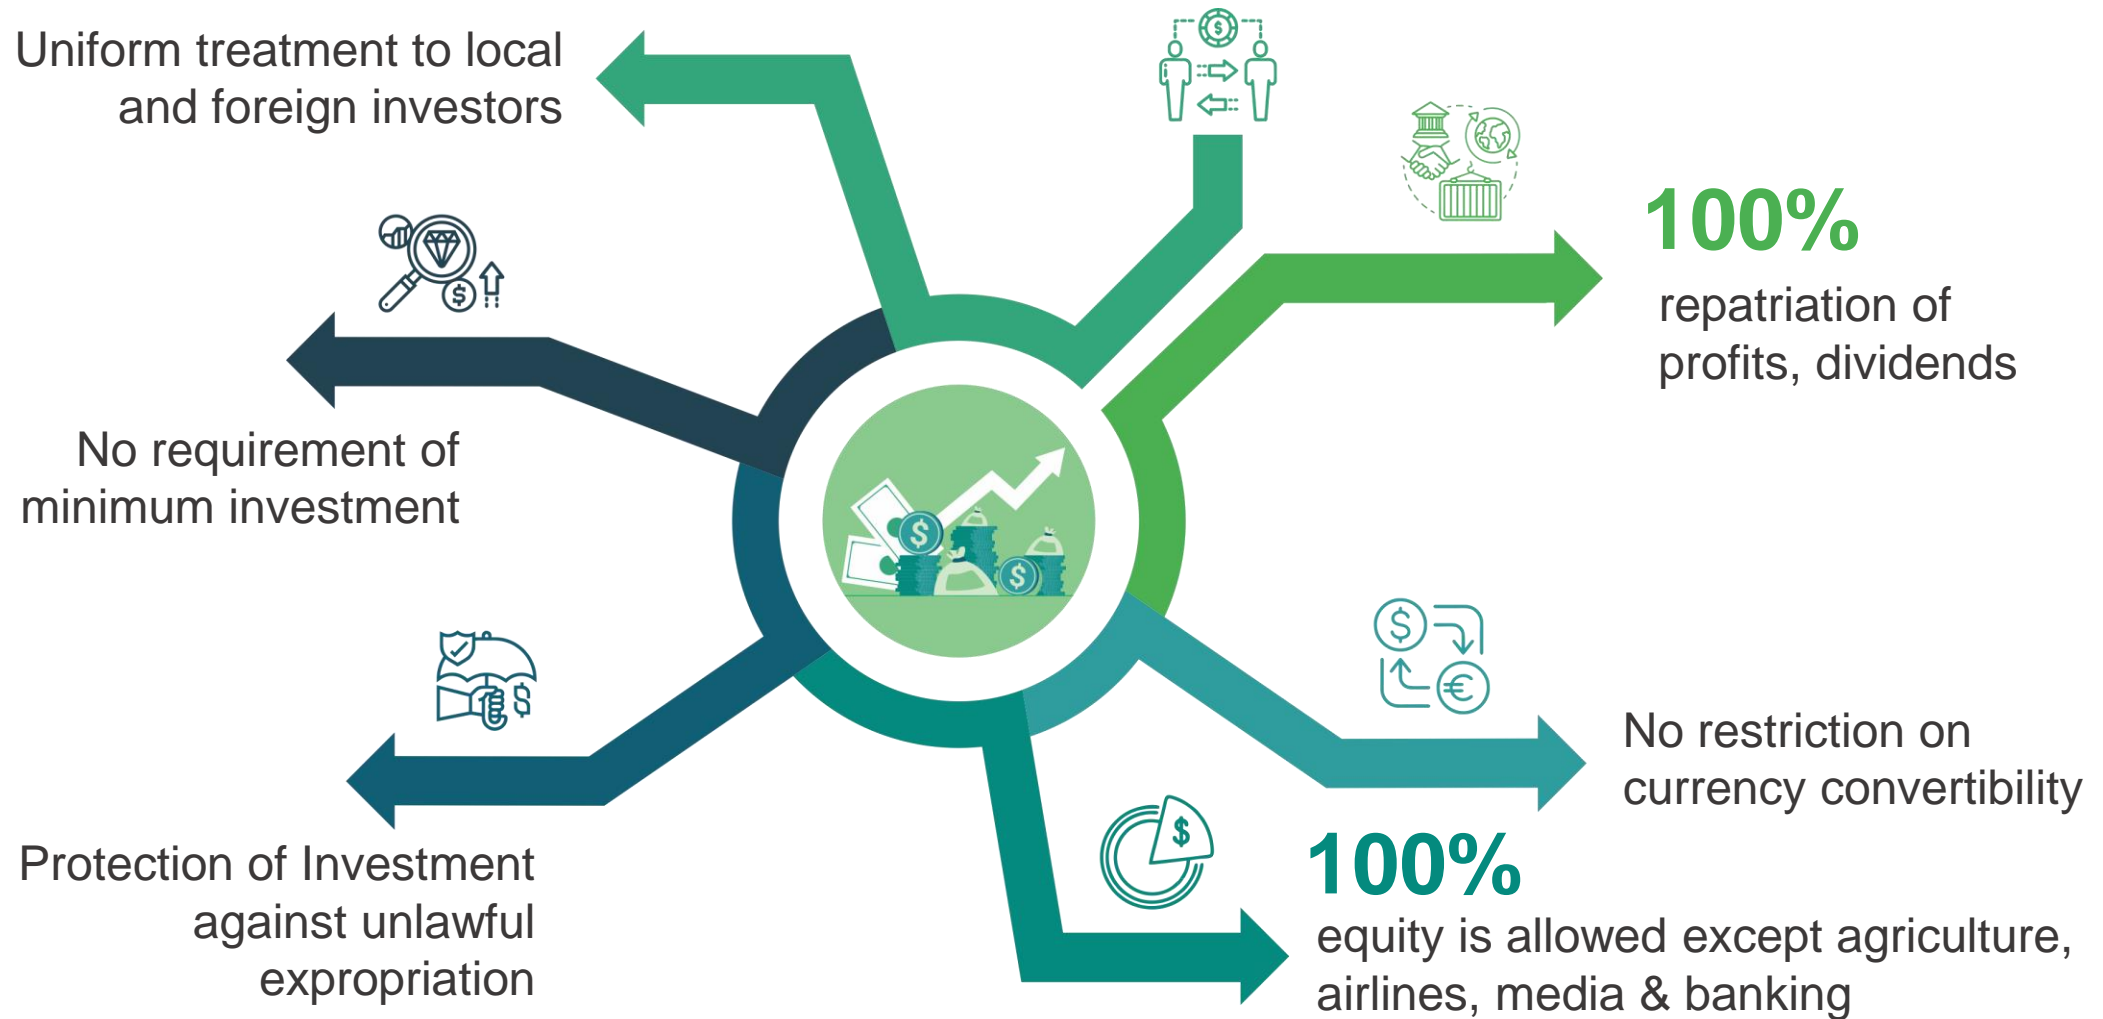 Uniform treatment to local
and foreign investors
100%
repatriation of
profits, dividends
No requirement of
minimum investment
No restriction on
currency convertibility
Protection of Investment
against unlawful
expropriation
100%
equity is allowed except agriculture,
airlines, media & banking